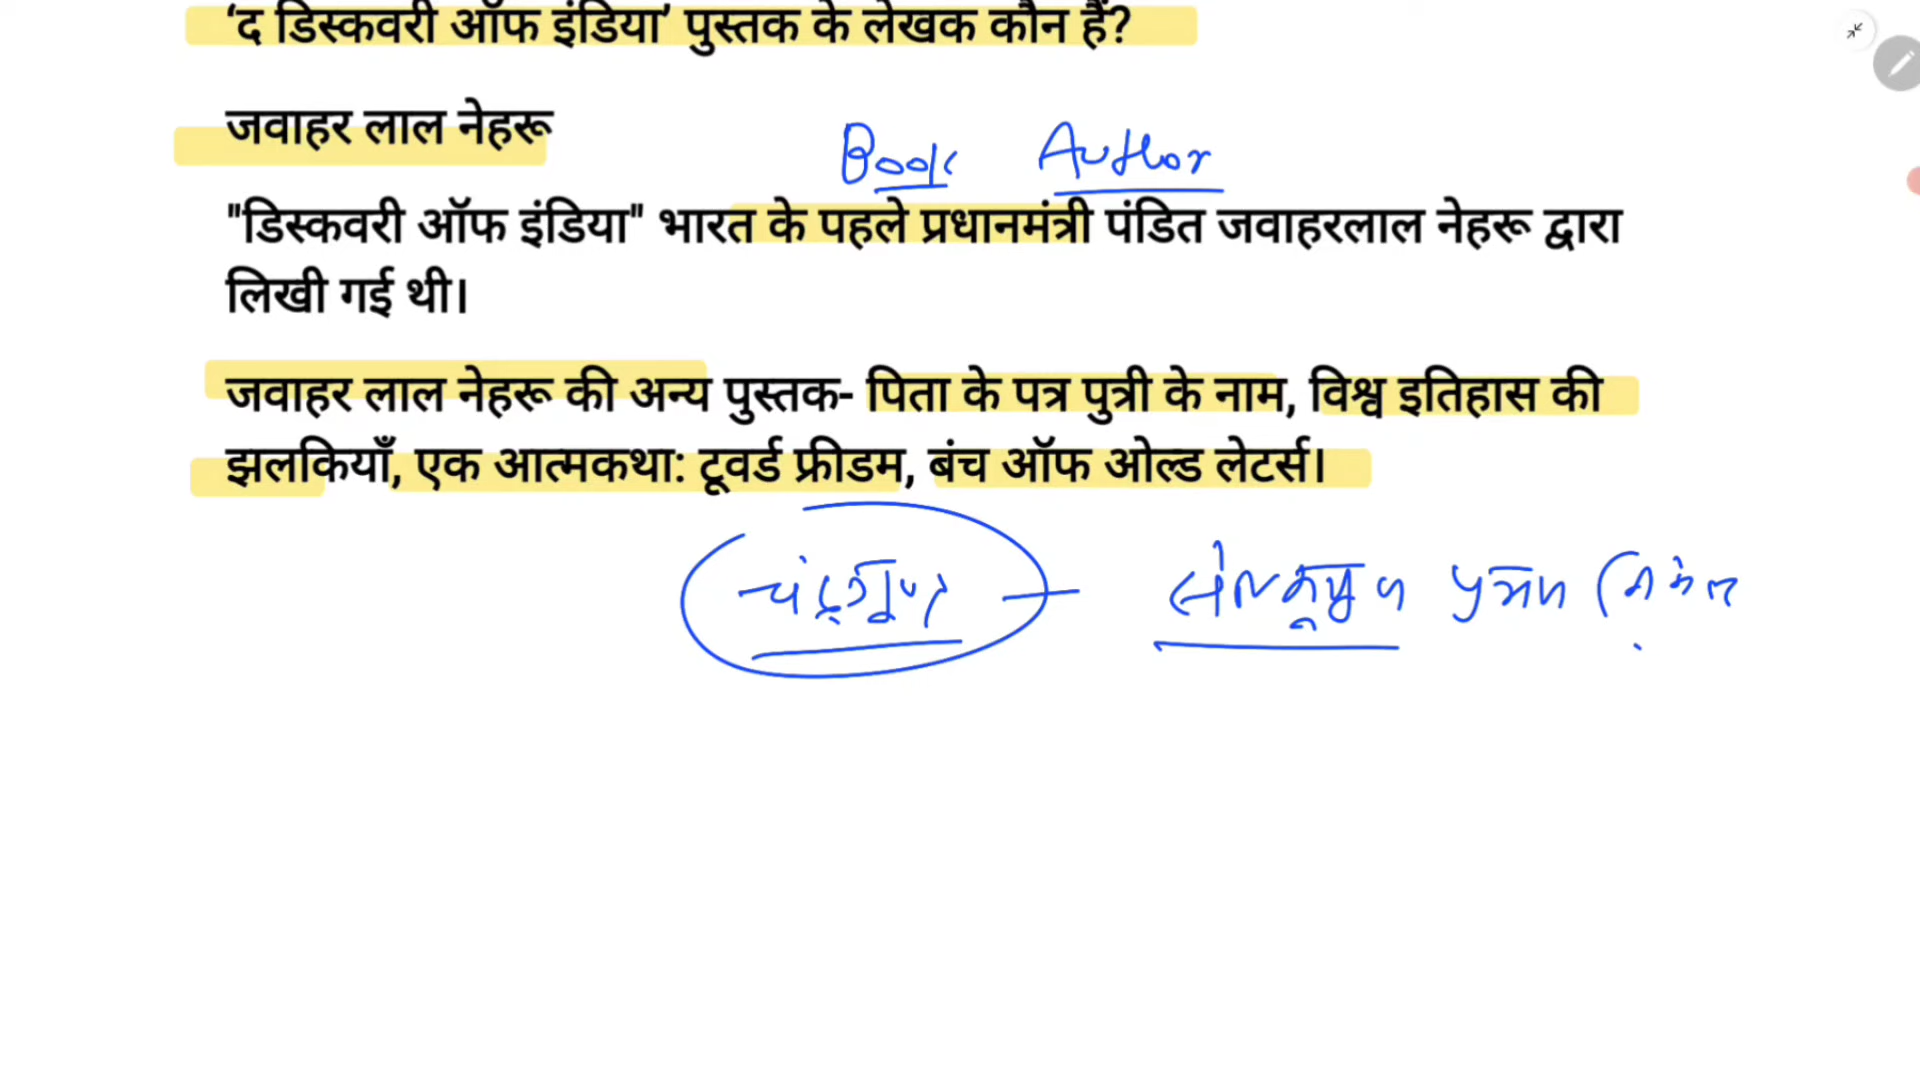 ‘द डिस्कवरी ऑफ इंडिया’ पुस्तक के लेखक कौन हैं?
जवाहर लाल नेहरू
Book Author
"डिस्कवरी ऑफ इंडिया" भारत के पहले प्रधानमंत्री पंडित जवाहरलाल नेहरू द्वारा
लिखी गई थी।
जवाहर लाल नेहरू की अन्य पुस्तक- पिता के पत्र पुत्री के नाम, विश्व इतिहास की
झलकियाँ, एक आत्मकथा: टूवर्ड फ्रीडम, बंच ऑफ ओल्ड लेटर्स।
चंद्रगुप्त